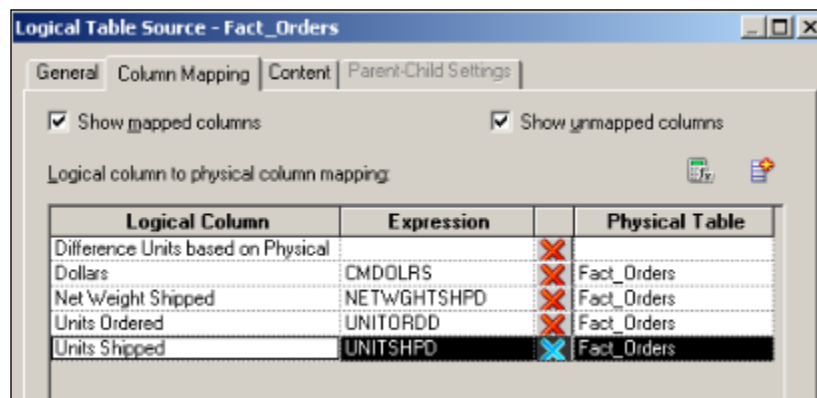 Logical Table Source - Fact_Orders
General Column Mapping Content Parent-Child Settings
Show mapped columns Show unmapped columns
Logical column to physical column mapping:
Logical Column Expression Physical Table
Difference Units based on Physical
Dollars CMDOLRS Fact_Orders
Net Weight Shipped NETWGHTSHPD Fact_Orders
Units Ordered UNITORDD Fact_Orders
Units Shipped UNITSHPD Fact_Orders